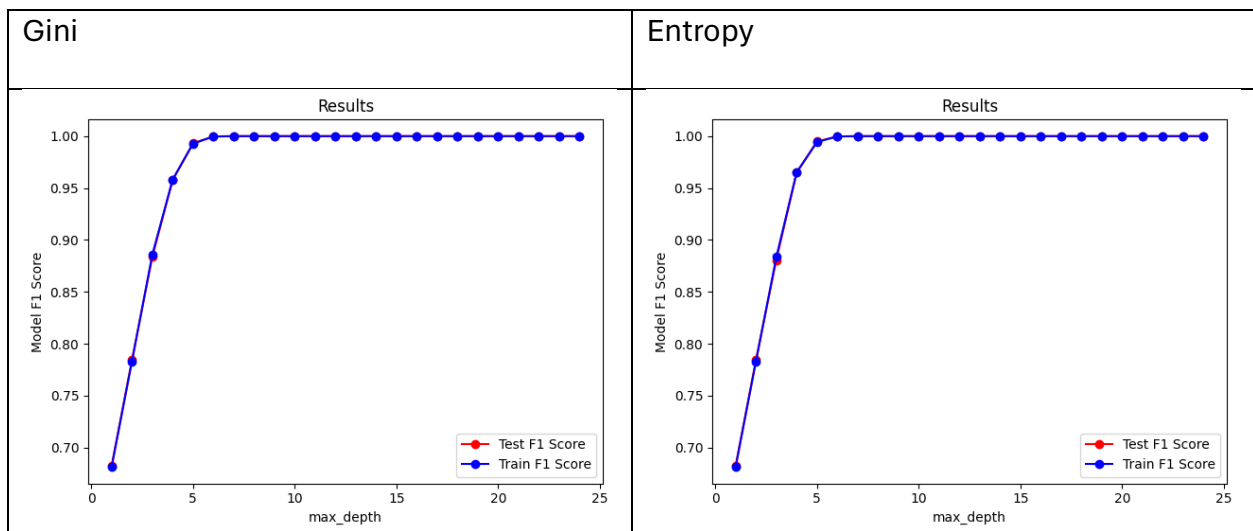 Gini
Entropy
Results
1.00
0.95
0.90
0.85
0.80
0.75
0.70
Model F1 Score
Test F1 Score
Train F1 Score
0 5 10 15 20 25
max_depth
Results
1.00
0.95
0.90
0.85
0.80
0.75
0.70
Model F1 Score
Test F1 Score
Train F1 Score
0 5 10 15 20 25
max_depth